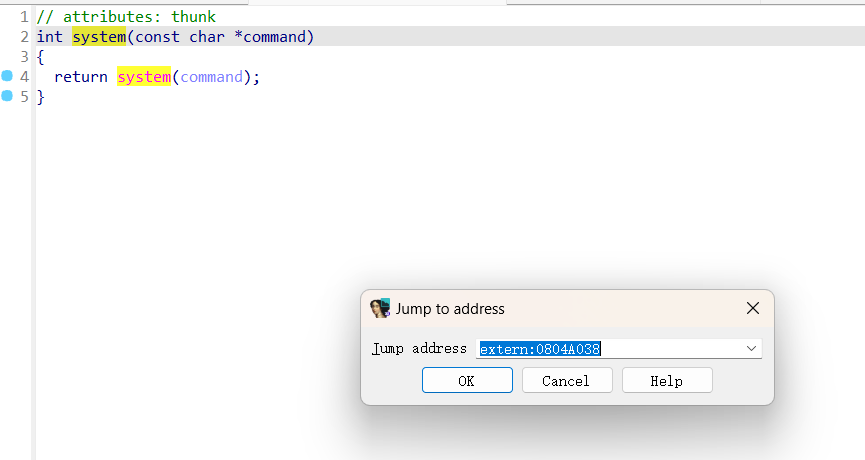 1 // attributes: thunk
2 int system(const char *command)
3 {
4 return system(command);
5 }
Jump to address
Jump address extern:0804A038
OK Cancel Help